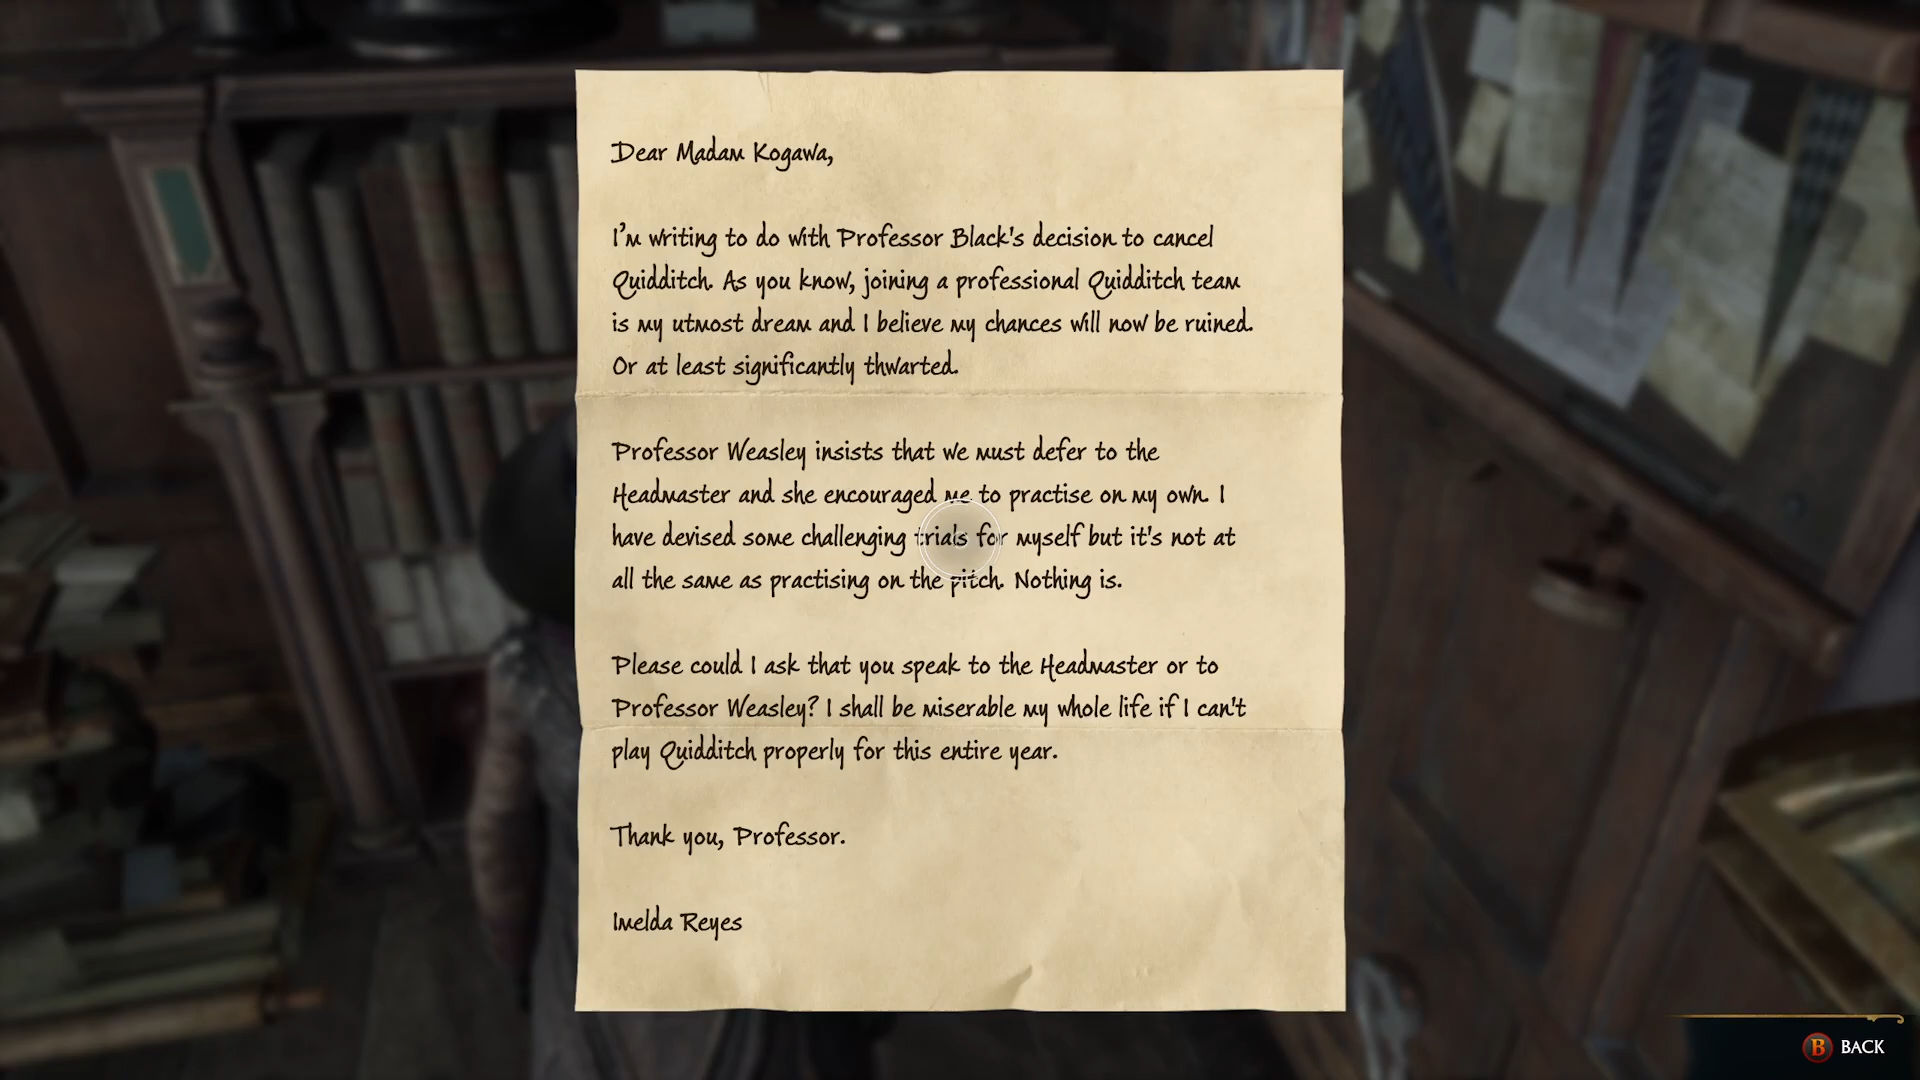 Dear Madam Kogawa,
I'm writing to do with Professor Black's decision to cancel
Quidditch. As you know, joining a professional Quidditch team
is my utmost dream and I believe my chances will now be ruined.
Or at least significantly thwarted.
Professor Weasley insists that we must defer to the
Headmaster and she encouraged me to practise on my own. I
have devised some challenging trials for myself but it's not at
all the same as practising on the pitch. Nothing is.
Please could I ask that you speak to the Headmaster or to
Professor Weasley? I shall be miserable my whole life if I can't
play Quidditch properly for this entire year.
Thank you, Professor.
Imelda Reyes
B BACK